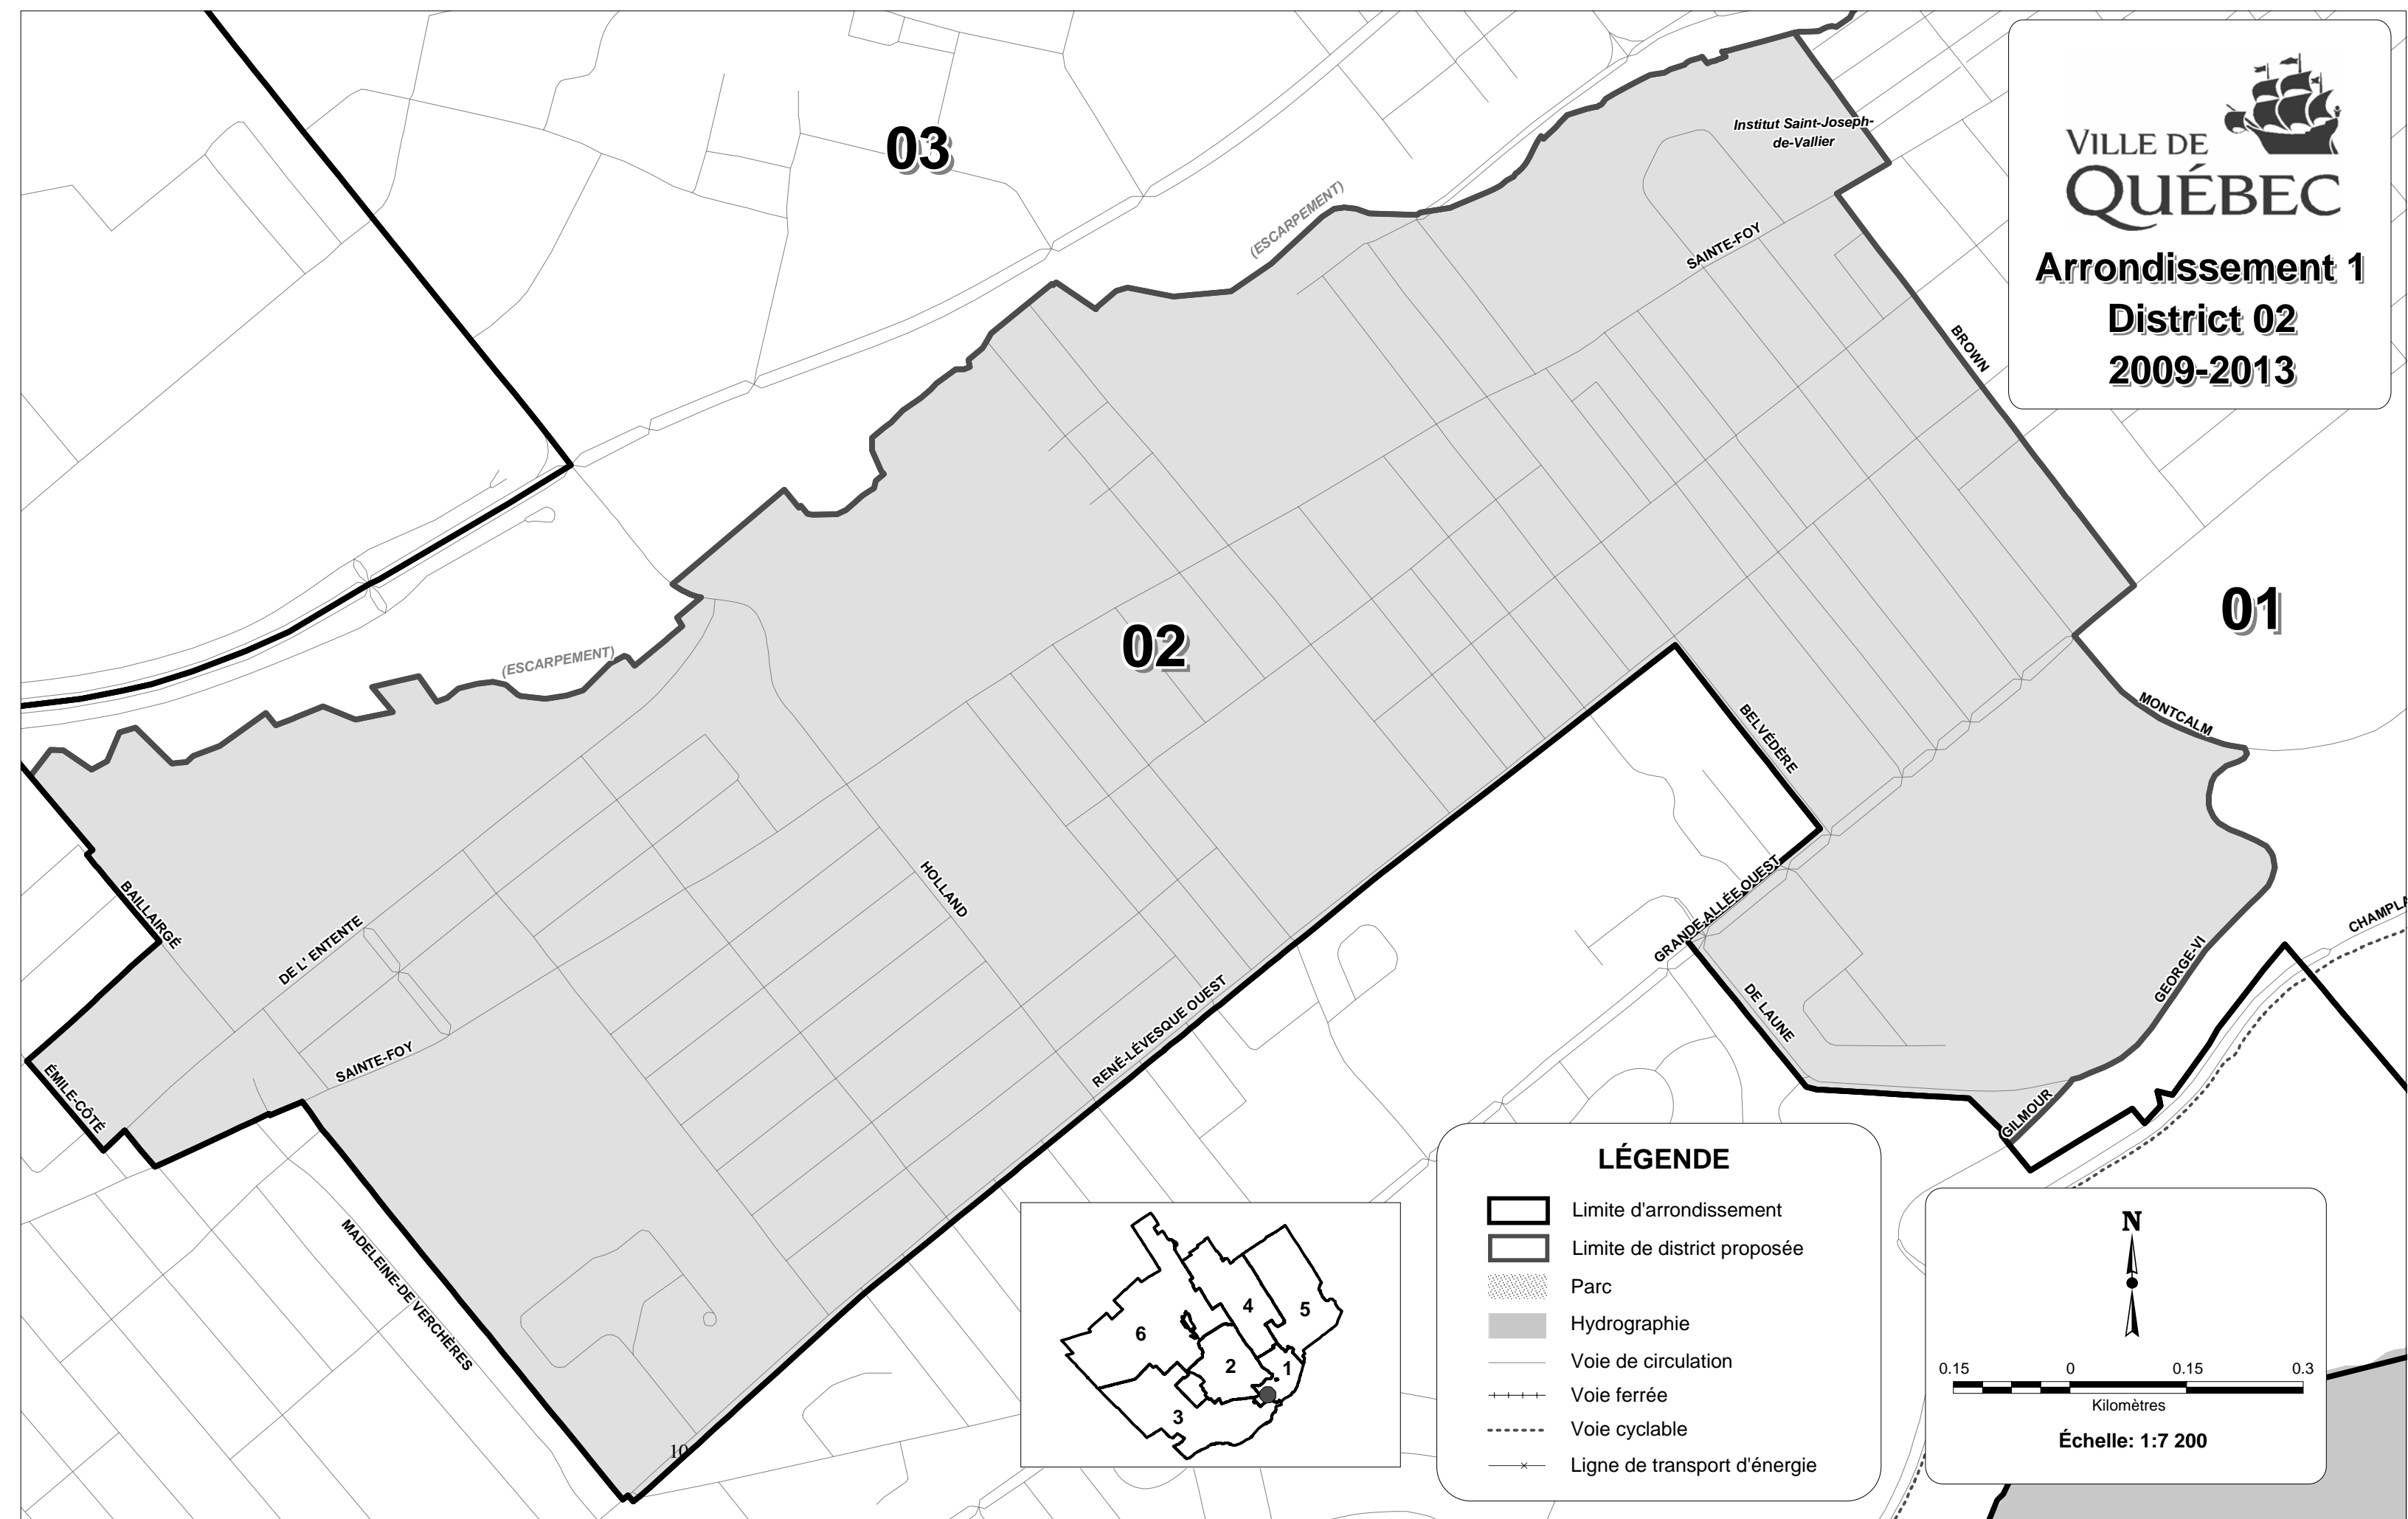 03
Institut Saint-Joseph-
de-Vallier
(ESCARPEMENT)
SAINTE-FOY
BROWN
VILLE DE
QUÉBEC
Arrondissement 1
District 02
2009-2013
02
01
(ESCARPEMENT)
MONTCALM
BELVÉDÈRE
BAILLAIRGÉ
DE L' ENTENTE
HOLLAND
GRANDE ALLÉE OUEST
GEORGE-VI
CHAMPLA
DE LAUNE
RENÉ-LÉVESQUE OUEST
SAINTE-FOY
ÉMILE-CÔTÉ
GILMOUR
MADELEINE-DE VERCHÈRES
10
4
5
6
2
1
3
LÉGENDE
Limite d'arrondissement
Limite de district proposée
Parc
Hydrographie
Voie de circulation
Voie ferrée
Voie cyclable
Ligne de transport d'énergie
N
0.15 0 0.15 0.3
Kilomètres
Échelle: 1:7 200